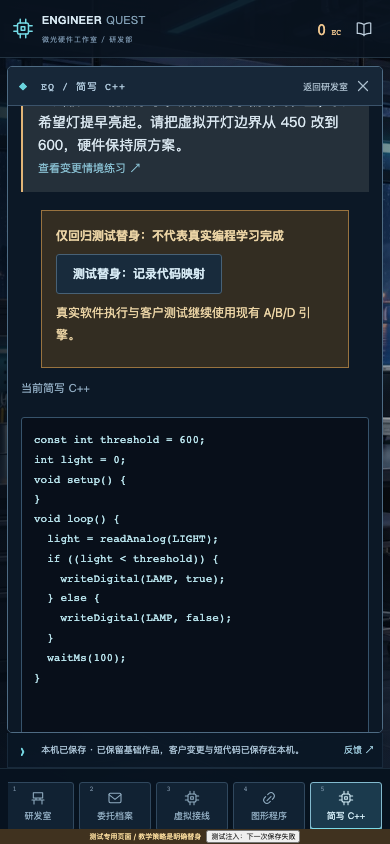 ENGINEER QUEST
微光硬件工作室 / 研发部
0 EC
EQ / 简写 C++
返回研发室
希望灯提早亮起。请把虚拟开灯边界从 450 改到
600，硬件保持原方案。
查看变更情境练习 ↗
仅回归测试替身：不代表真实编程学习完成
测试替身：记录代码映射
真实软件执行与客户测试继续使用现有 A/B/D 引
擎。
当前简写 C++
const int threshold = 600;
int light = 0;
void setup() {
}
void loop() {
  light = readAnalog(LIGHT);
  if ((light < threshold)) {
    writeDigital(LAMP, true);
  } else {
    writeDigital(LAMP, false);
  }
  waitMs(100);
}
本机已保存 · 已保留基础作品，客户变更与短代码已保存在本机。
反馈 ↗
1 研发室
2 委托档案
3 虚拟接线
4 图形程序
5 简写 C++
测试专用页面 / 教学策略是明确替身
测试注入：下一次保存失败